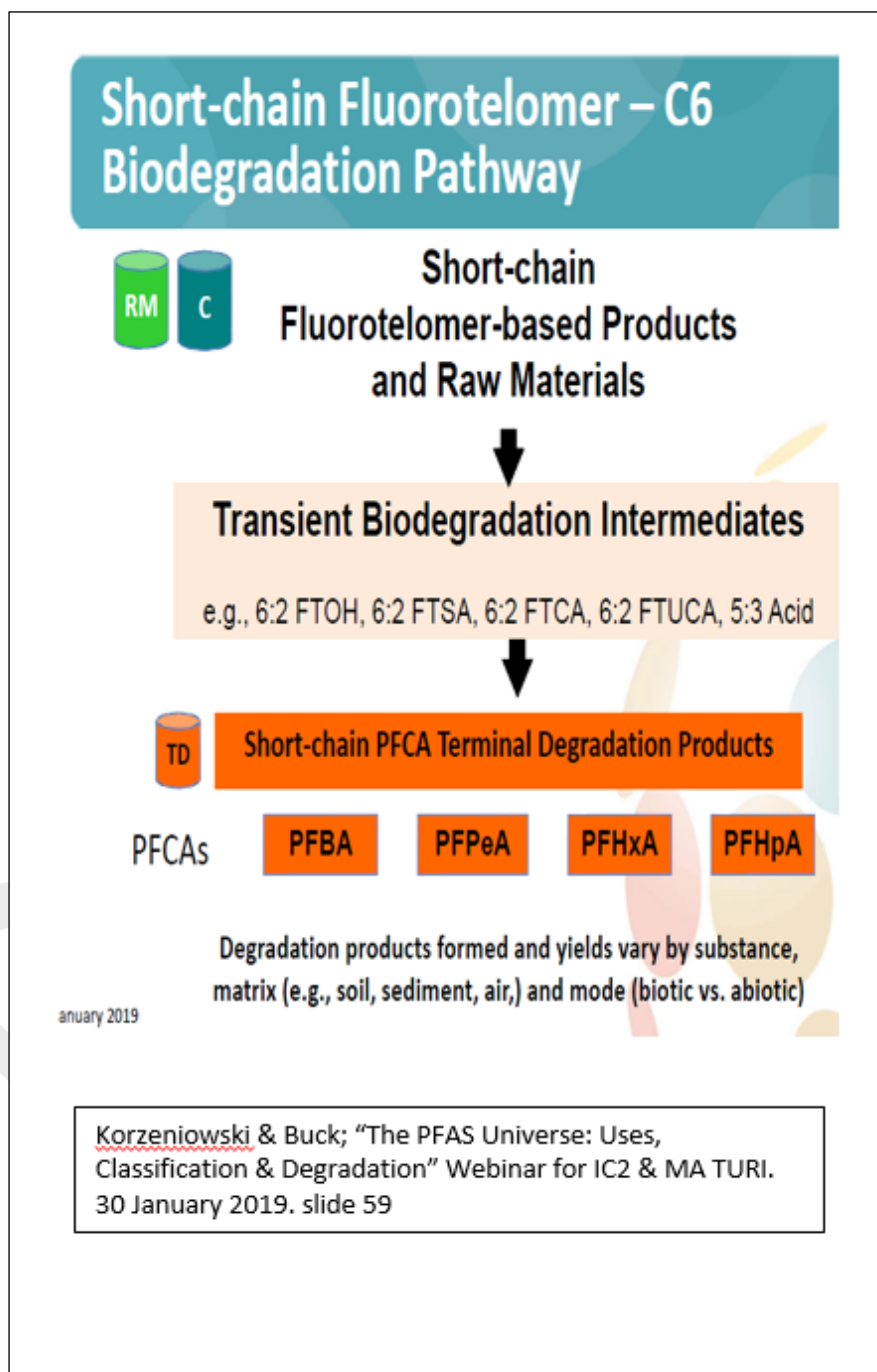 Short-chain Fluorotelomer – C6
Biodegradation Pathway
RM
C
Short-chain
Fluorotelomer-based Products
and Raw Materials
Transient Biodegradation Intermediates
e.g., 6:2 FTOH, 6:2 FTSA, 6:2 FTCA, 6:2 FTUCA, 5:3 Acid
TD
Short-chain PFCA Terminal Degradation Products
PFCAs
PFBA
PFPeA
PFHxA
PFHpA
Degradation products formed and yields vary by substance,
matrix (e.g., soil, sediment, air,) and mode (biotic vs. abiotic)
anuary 2019
Korzeniowski & Buck; “The PFAS Universe: Uses,
Classification & Degradation” Webinar for IC2 & MA TURI.
30 January 2019. slide 59